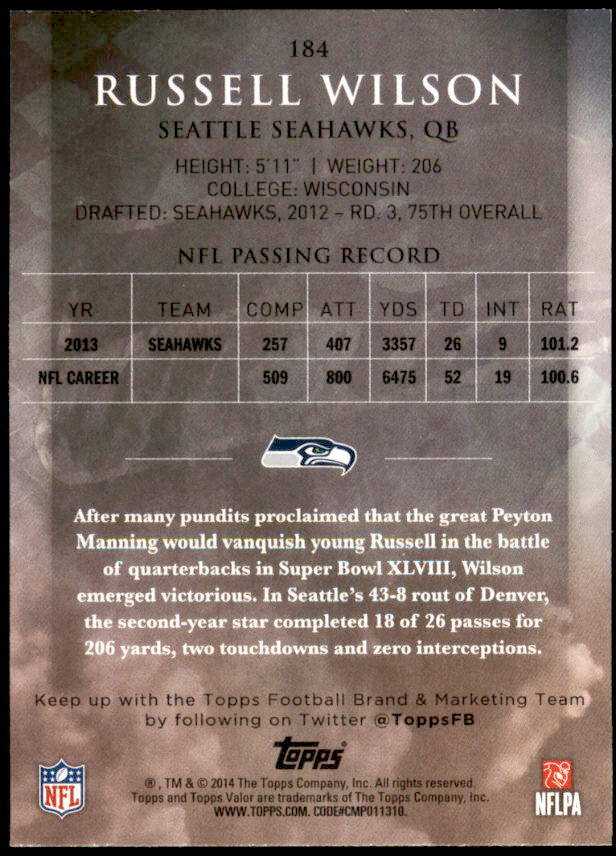 184
RUSSELL WILSON
SEATTLE SEAHAWKS, QB
HEIGHT: 5'11" | WEIGHT: 206
COLLEGE: WISCONSIN
DRAFTED: SEAHAWKS, 2012 – RD. 3, 75TH OVERALL
NFL PASSING RECORD
YR TEAM COMP ATT YDS TD INT RAT
2013 SEAHAWKS 257 407 3357 26 9 101.2
NFL CAREER 509 800 6475 52 19 100.6
After many pundits proclaimed that the great Peyton
Manning would vanquish young Russell in the battle
of quarterbacks in Super Bowl XLVIII, Wilson
emerged victorious. In Seattle's 43-8 rout of Denver,
the second-year star completed 18 of 26 passes for
206 yards, two touchdowns and zero interceptions.
Keep up with the Topps Football Brand & Marketing Team
by following on Twitter @ToppsFB
topps
®, TM & © 2014 The Topps Company, Inc. All rights reserved
Topps and Topps Valor are trademarks of The Topps Company, Inc.
WWW.TOPPS.COM. CODE#CMP011310.
NFL
NFLPA